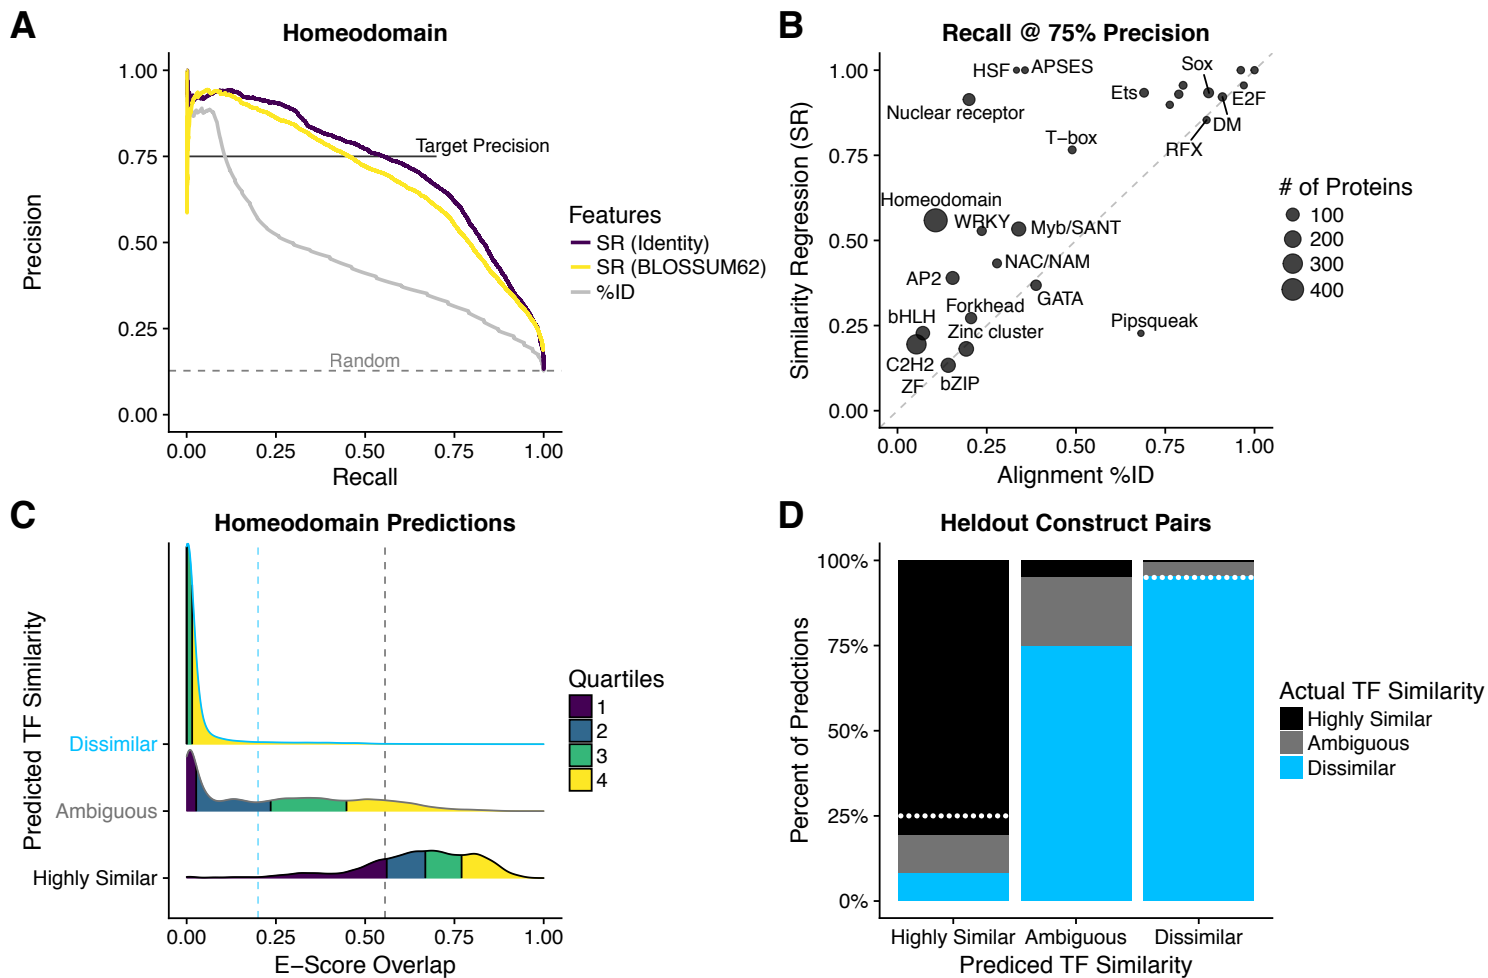 A
Homeodomain
Precision
1.00
0.75
0.50
0.25
0.00
Target Precision
Random
0.00 0.25 0.50 0.75 1.00
Recall
Features
SR (Identity)
SR (BLOSSUM62)
%ID
B
Recall @ 75% Precision
Similarity Regression (SR)
1.00
0.75
0.50
0.25
0.00
HSF
APSES
Nuclear receptor
Ets
Sox
E2F
DM
RFX
T−box
Homeodomain
WRKY
Myb/SANT
NAC/NAM
AP2
GATA
Forkhead
bHLH
Zinc cluster
Pipsqueak
C2H2
ZF
bZIP
0.00 0.25 0.50 0.75 1.00
Alignment %ID
# of Proteins
100
200
300
400
C
Homeodomain Predictions
Predicted TF Similarity
Dissimilar
Ambiguous
Highly Similar
0.00 0.25 0.50 0.75 1.00
E−Score Overlap
Quartiles
1
2
3
4
D
Heldout Construct Pairs
Percent of Predctions
100%
75%
50%
25%
0%
Highly Similar Ambiguous Dissimilar
Prediced TF Similarity
Actual TF Similarity
Highly Similar
Ambiguous
Dissimilar